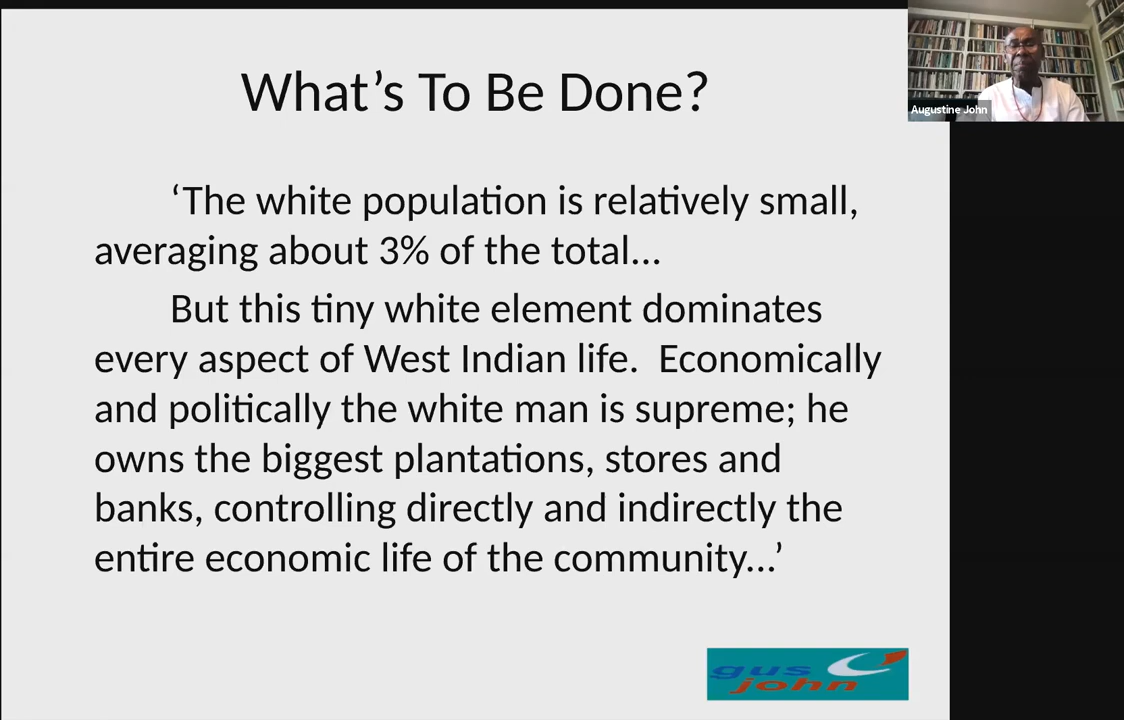 What’s To Be Done?
‘The white population is relatively small,
averaging about 3% of the total…
But this tiny white element dominates
every aspect of West Indian life.  Economically
and politically the white man is supreme; he
owns the biggest plantations, stores and
banks, controlling directly and indirectly the
entire economic life of the community…’
gus
john
Augustine John